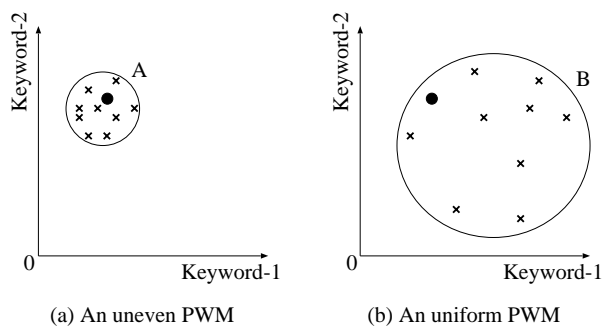 Keyword-2
A
0
Keyword-1
(a) An uneven PWM
Keyword-2
B
0
Keyword-1
(b) An uniform PWM